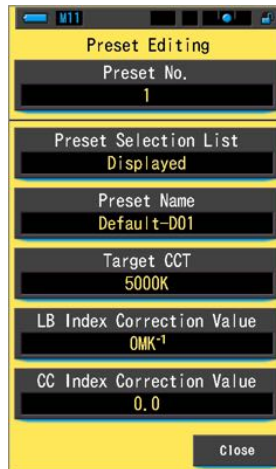 M11
Preset Editing
Preset No.
1
Preset Selection List
Displayed
Preset Name
Default-D01
Target CCT
5000K
LB Index Correction Value
0MK⁻¹
CC Index Correction Value
0.0
Close